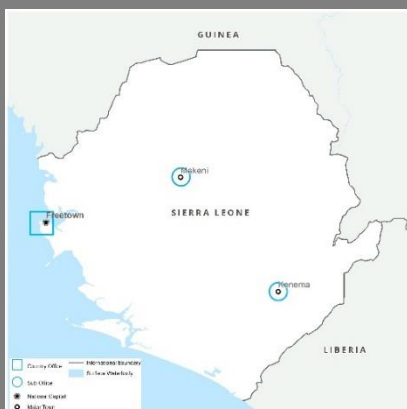 GUINEA
Makeni
Freetown
SIERRA LEONE
Kenema
LIBERIA
Country Office
International Boundary
Surface Waterbody
Sub Office
National Capital
Major Town